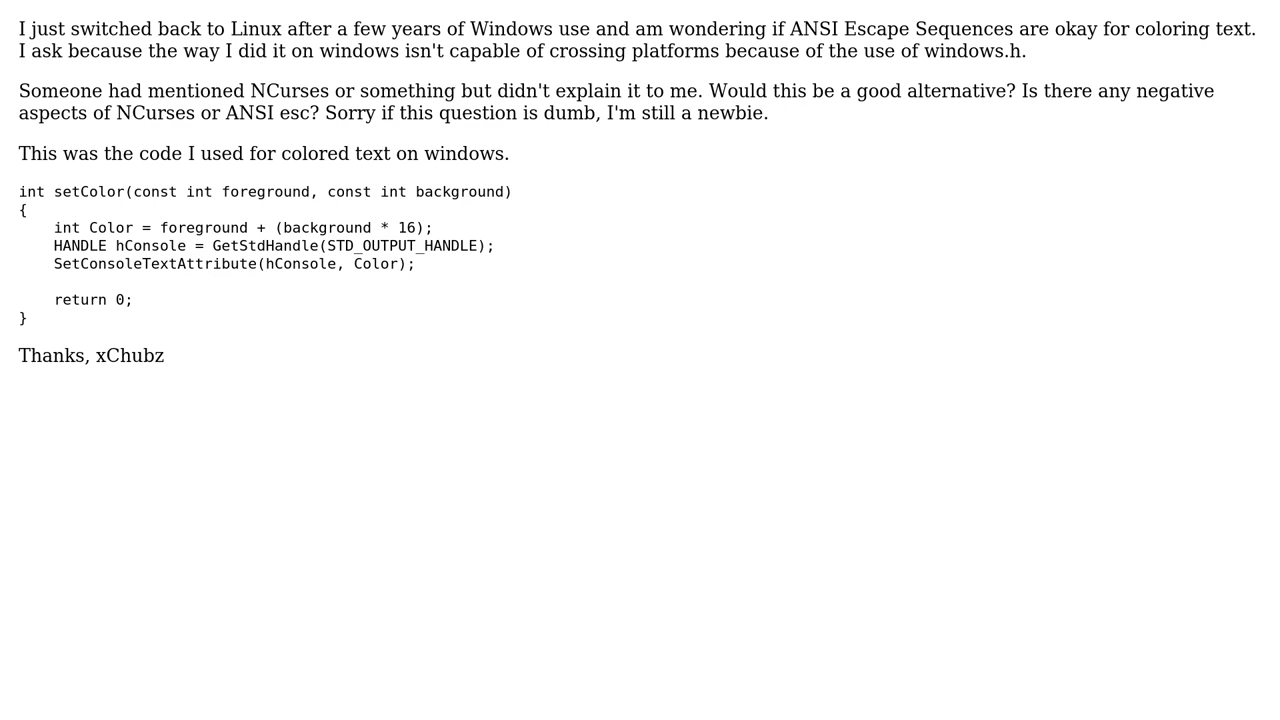 I just switched back to Linux after a few years of Windows use and am wondering if ANSI Escape Sequences are okay for coloring text.
I ask because the way I did it on windows isn't capable of crossing platforms because of the use of windows.h.
Someone had mentioned NCurses or something but didn't explain it to me. Would this be a good alternative? Is there any negative
aspects of NCurses or ANSI esc? Sorry if this question is dumb, I'm still a newbie.
This was the code I used for colored text on windows.
int setColor(const int foreground, const int background)
{
    int Color = foreground + (background * 16);
    HANDLE hConsole = GetStdHandle(STD_OUTPUT_HANDLE);
    SetConsoleTextAttribute(hConsole, Color);
    return 0;
}
Thanks, xChubz